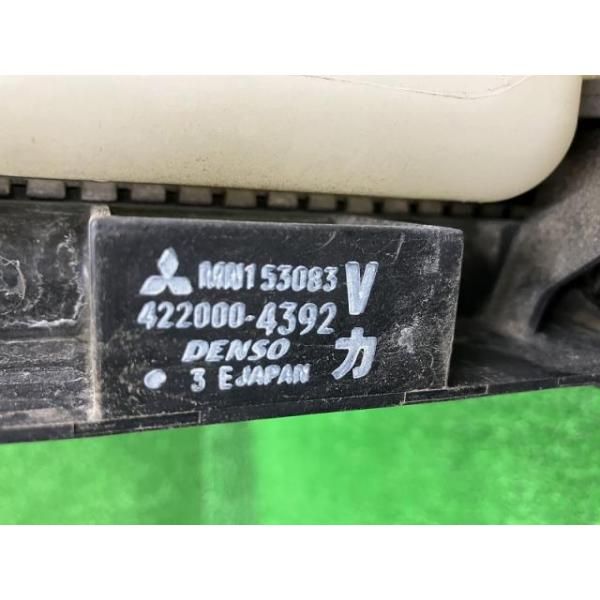 MN153083 V
422000-4392
DENSO カ
3 E JAPAN